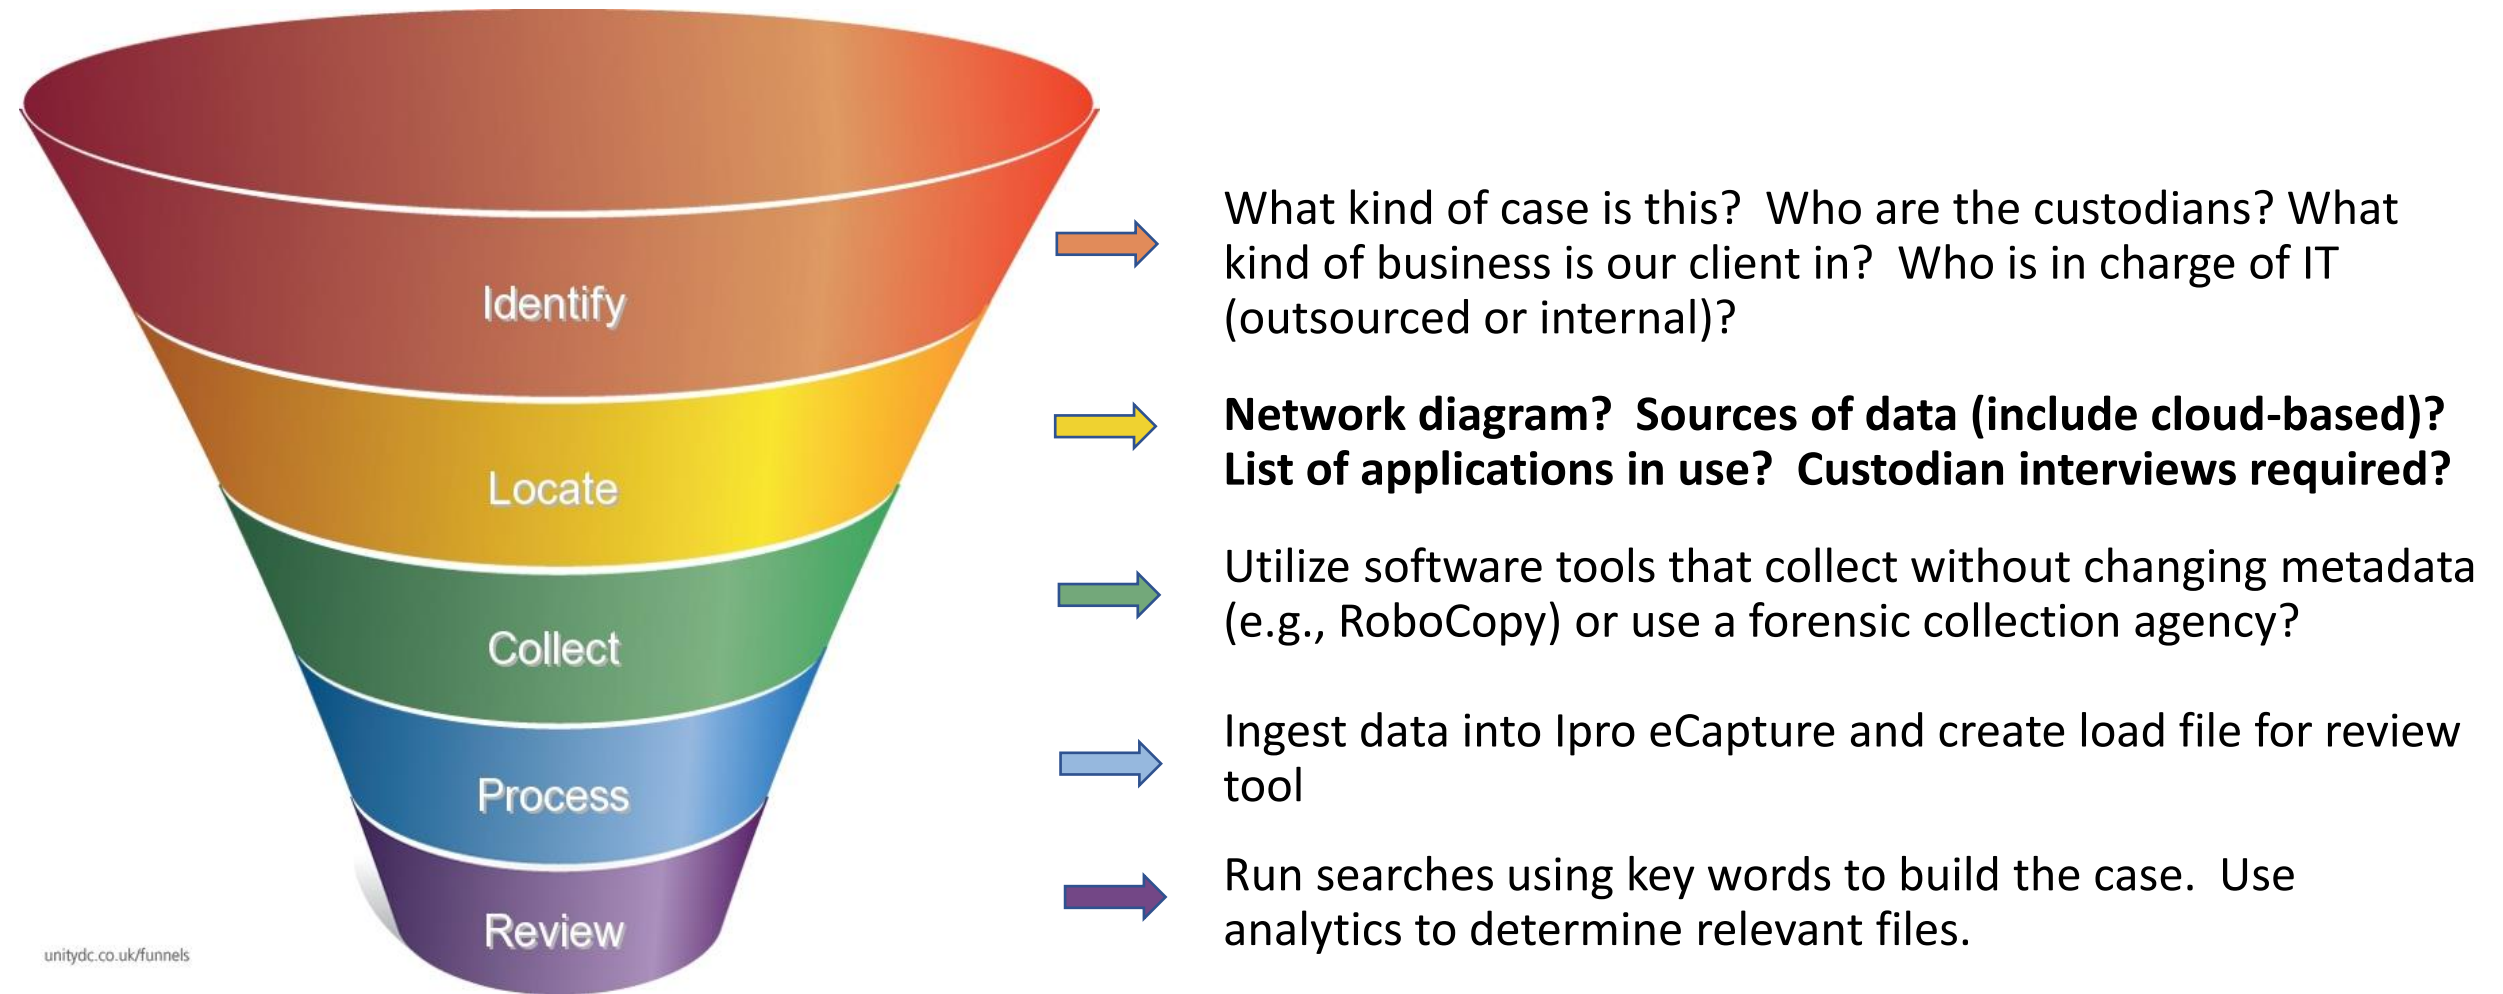 What kind of case is this?  Who are the custodians? What
kind of business is our client in?  Who is in charge of IT
(outsourced or internal)?
Identify
Network diagram?  Sources of data (include cloud-based)?
List of applications in use?  Custodian interviews required?
Locate
Utilize software tools that collect without changing metadata
(e.g., RoboCopy) or use a forensic collection agency?
Collect
Ingest data into Ipro eCapture and create load file for review
tool
Process
Run searches using key words to build the case.  Use
analytics to determine relevant files.
Review
unitydc.co.uk/funnels